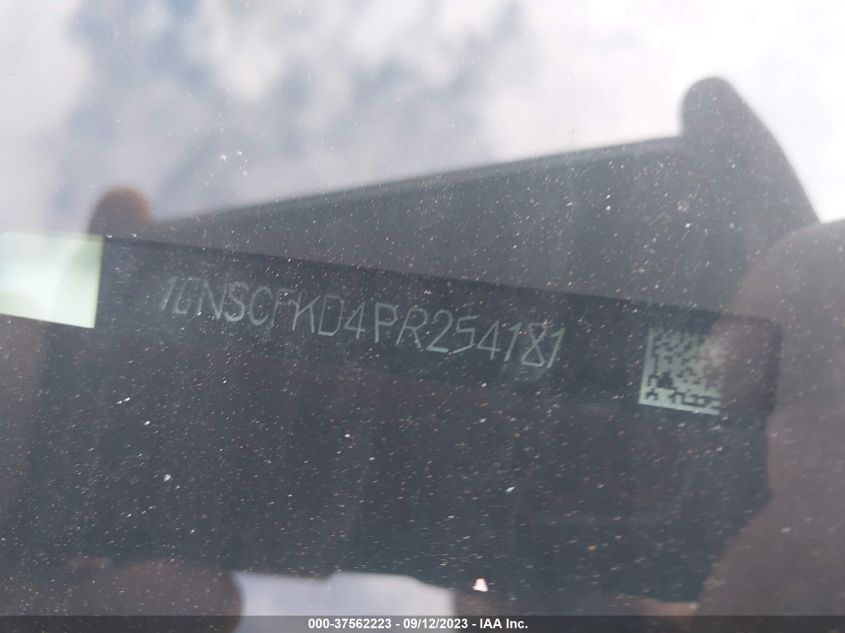 1GNSCFKD4PR254181
000-37562223 - 09/12/2023 - IAA Inc.